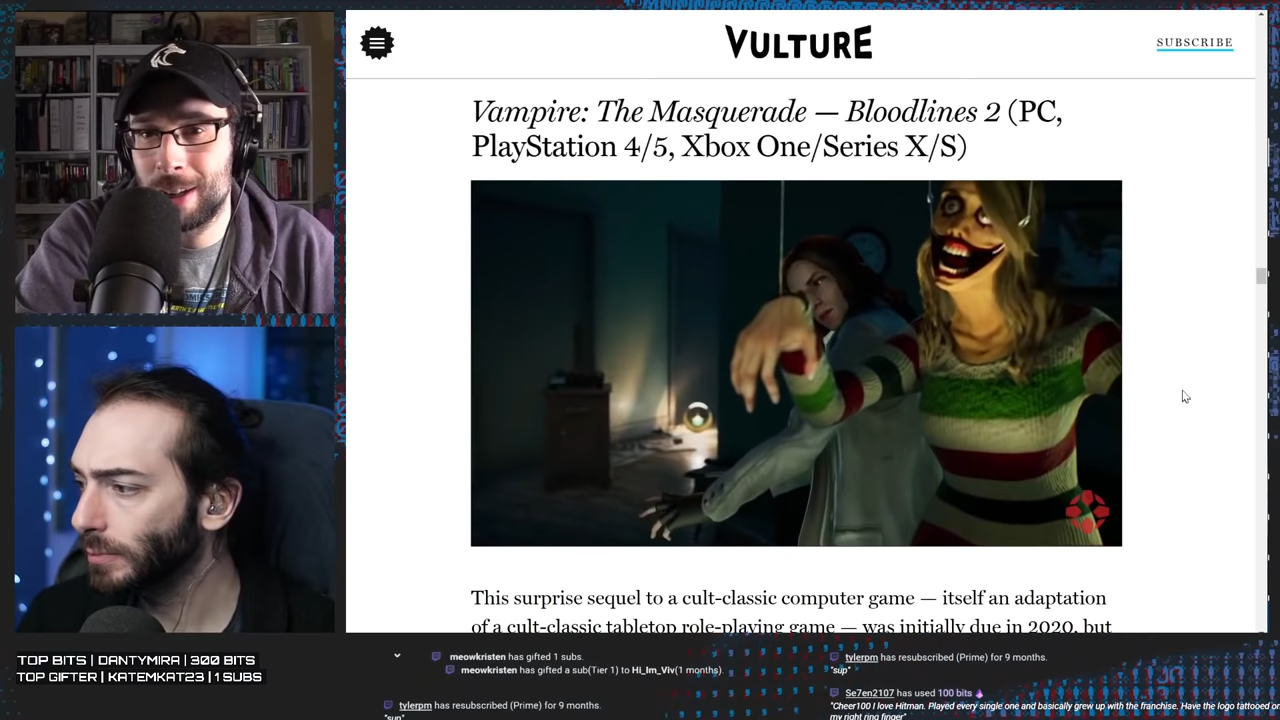 VULTURE
SUBSCRIBE
Vampire: The Masquerade — Bloodlines 2 (PC,
PlayStation 4/5, Xbox One/Series X/S)
This surprise sequel to a cult-classic computer game — itself an adaptation
of a cult-classic tabletop role-playing game — was initially due in 2020, but
TOP BITS | DANTYMIRA | 300 BITS
TOP GIFTER | KATEMKAT23 | 1 SUBS
meowkristen has gifted 1 subs.
meowkristen has gifted a sub(Tier 1) to Hi_Im_Viv(1 months).
tylerpm has resubscribed (Prime) for 9 months.
"sup"
tylerpm has resubscribed (Prime) for 9 months.
"sup"
Se7en2107 has used 100 bits
"Cheer100 I love Hitman. Played every single one and basically grew up with the franchise. Have the logo tattooed o
my right ring finger"